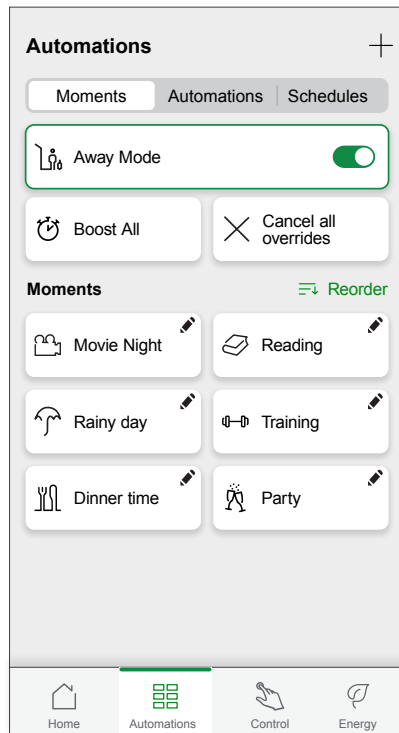 Automations
Moments
Automations
Schedules
Away Mode
Boost All
Cancel all
overrides
Moments
Reorder
Movie Night
Reading
Rainy day
Training
Dinner time
Party
Home
Automations
Control
Energy